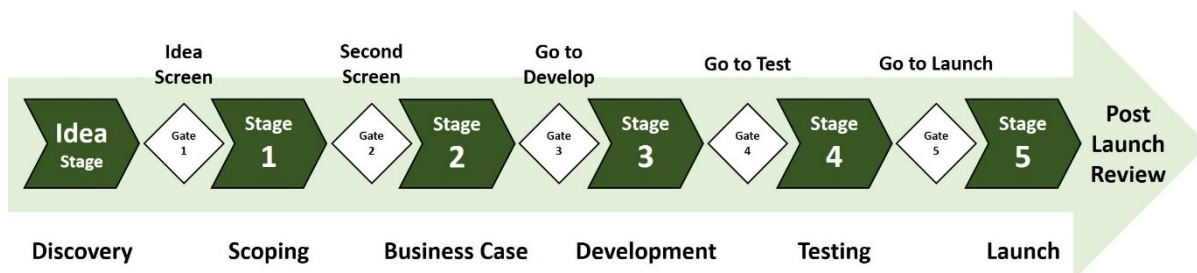 Idea
Screen
Second
Screen
Go to
Develop
Go to Test
Go to Launch
Idea
Stage
Gate
1
Stage
1
Gate
2
Stage
2
Gate
3
Stage
3
Gate
4
Stage
4
Gate
5
Stage
5
Post
Launch
Review
Discovery
Scoping
Business Case
Development
Testing
Launch